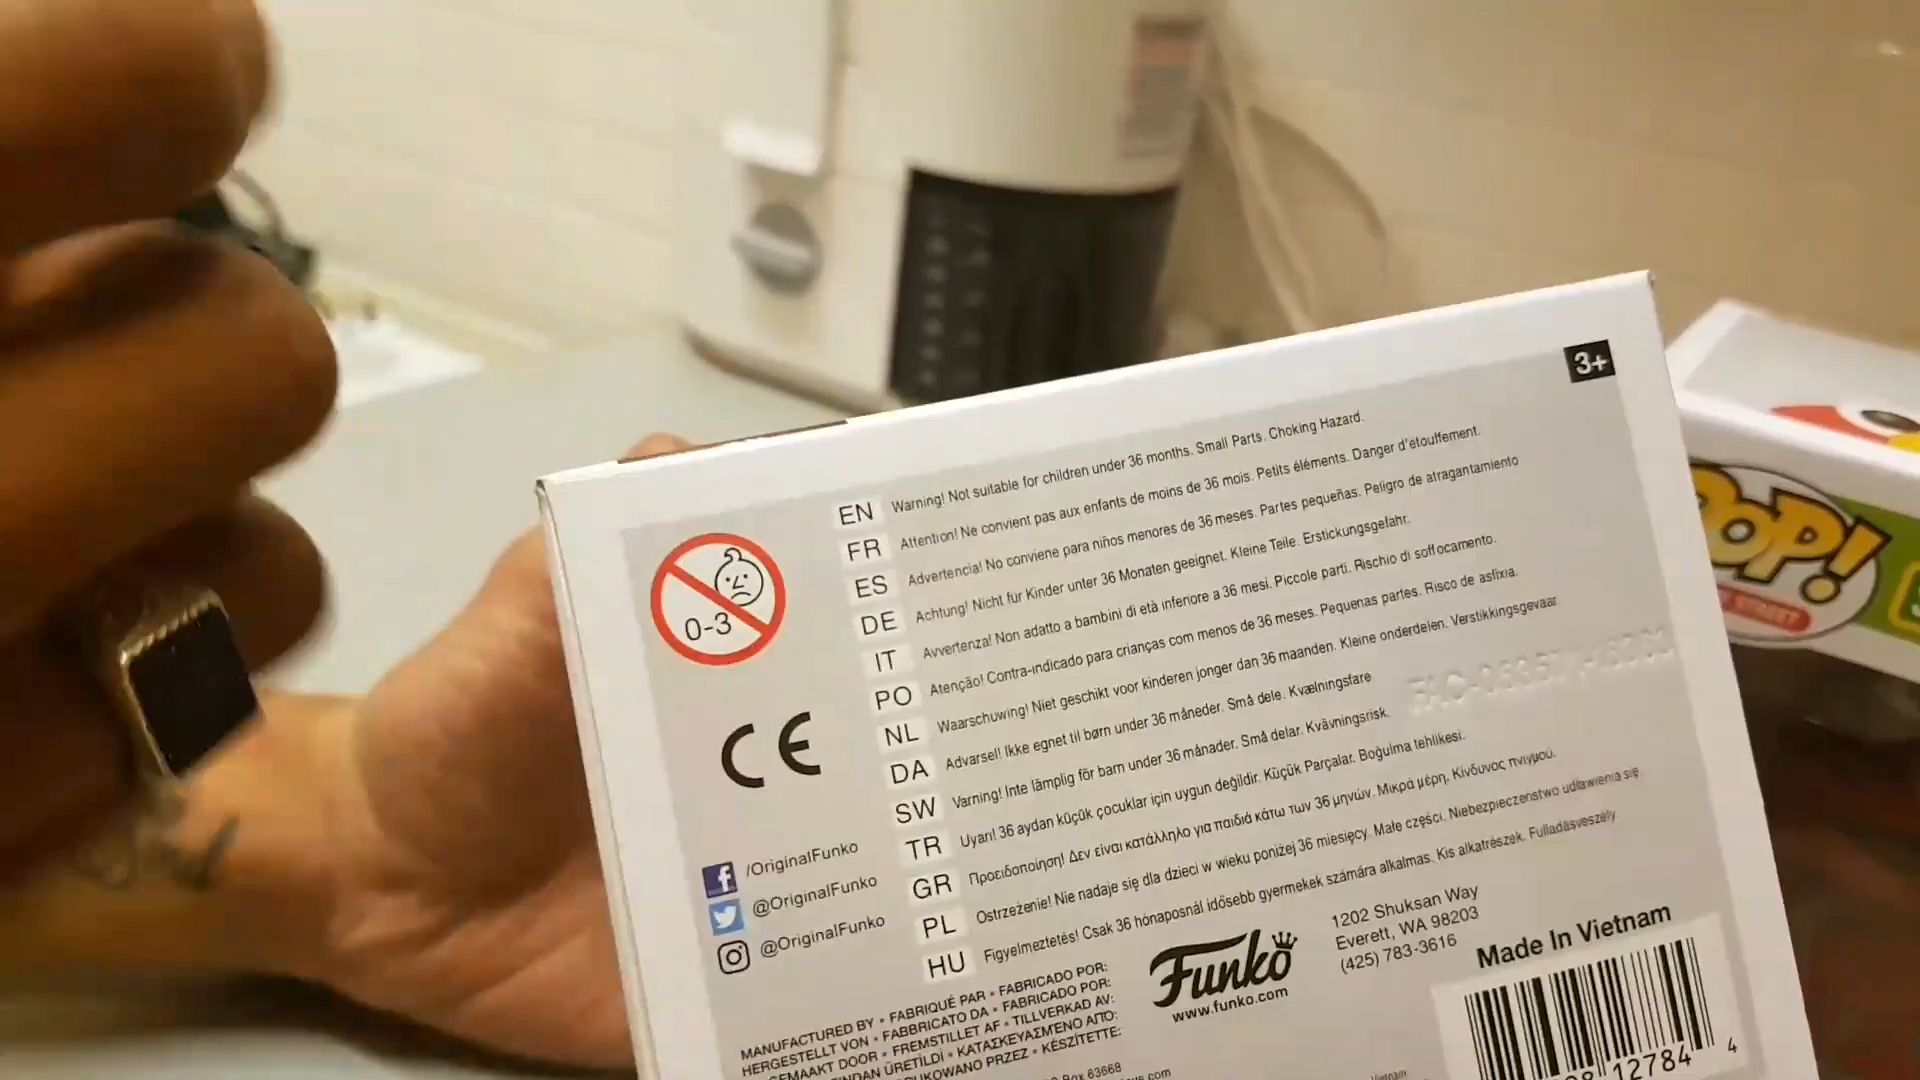 3+
EN Warning! Not suitable for children under 36 months. Small Parts. Choking Hazard.
FR Attention! Ne convient pas aux enfants de moins de 36 mois. Petits éléments. Danger d'étouffement.
ES Advertencia! No conviene para niños menores de 36 meses. Partes pequeñas. Peligro de atragantamiento
DE Achtung! Nicht für Kinder unter 36 Monaten geeignet. Kleine Teile. Erstickungsgefahr.
IT Avvertenza! Non adatto a bambini di età inferiore a 36 mesi. Piccole parti. Rischio di soffocamento.
PO Atenção! Contra-indicado para crianças com menos de 36 meses. Pequenas partes. Risco de asfixia.
NL Waarschuwing! Niet geschikt voor kinderen jonger dan 36 maanden. Kleine onderdelen. Verstikkingsgevaar.
DA Advarsel! Ikke egnet til børn under 36 måneder. Små dele. Kvælningsfare.
SW Varning! Inte lämplig för barn under 36 månader. Små delar. Kvävningsrisk.
TR Uyarı! 36 aydan küçük çocuklar için uygun değildir. Küçük Parçalar. Boğulma tehlikesi.
GR Προειδοποίηση! Δεν είναι κατάλληλο για παιδιά κάτω των 36 μηνών. Μικρά μέρη. Κίνδυνος πνιγμού.
PL Ostrzeżenie! Nie nadaje się dla dzieci w wieku poniżej 36 miesięcy. Małe części. Niebezpieczeństwo udławienia się
HU Figyelmeztetés! Csak 36 hónaposnál idősebb gyermekek számára alkalmas. Kis alkatrészek. Fulladásveszély
0-3
CE
/OriginalFunko
@OriginalFunko
@OriginalFunko
MANUFACTURED BY • FABRIQUÉ PAR • FABRICADO POR:
HERGESTELLT VON • FABBRICATO DA • FABRICADO POR:
GEMAAKT DOOR • FREMSTILLET AF • TILLVERKAD AV:
ÜRETİLDİ • ΚΑΤΑΣΚΕΥΑΣΜΕΝΟ ΑΠΟ:
PRZEZ • KÉSZÍTETTE:
Box 63668
Funko
www.funko.com
1202 Shuksan Way
Everett, WA 98203
(425) 783-3616
Made In Vietnam
12784 4
POP!
STREET